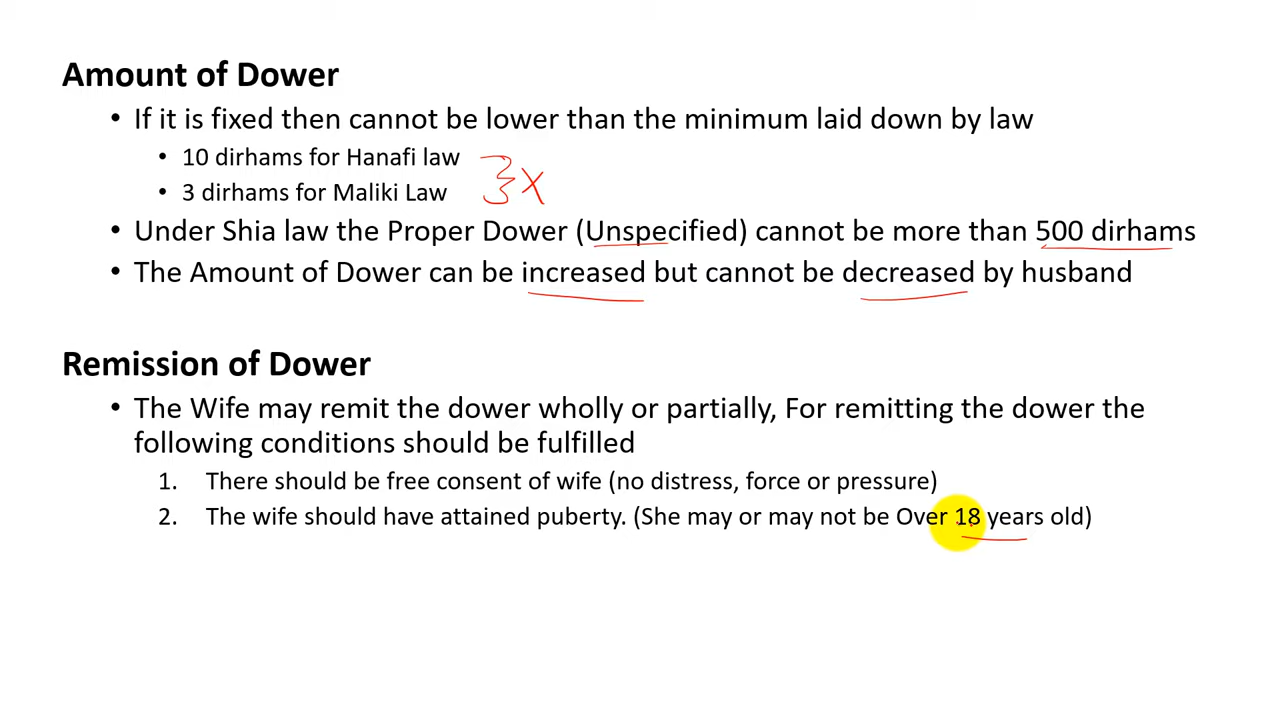 Amount of Dower
• If it is fixed then cannot be lower than the minimum laid down by law
• 10 dirhams for Hanafi law
• 3 dirhams for Maliki Law
• Under Shia law the Proper Dower (Unspecified) cannot be more than 500 dirhams
• The Amount of Dower can be increased but cannot be decreased by husband
Remission of Dower
• The Wife may remit the dower wholly or partially, For remitting the dower the
following conditions should be fulfilled
1. There should be free consent of wife (no distress, force or pressure)
2. The wife should have attained puberty. (She may or may not be Over 18 years old)